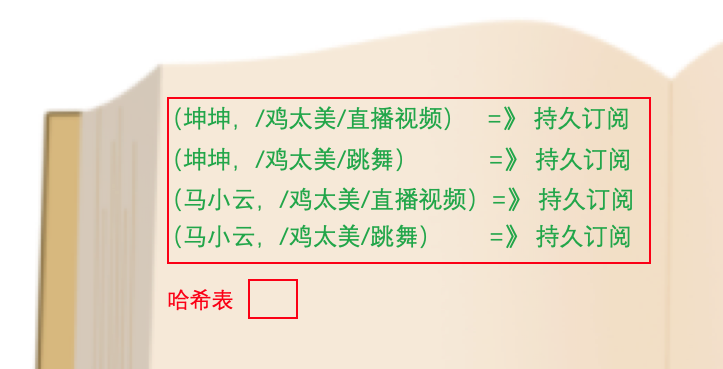 (坤坤，/鸡太美/直播视频） =》 持久订阅
(坤坤，/鸡太美/跳舞） =》 持久订阅
(马小云，/鸡太美/直播视频）=》 持久订阅
(马小云，/鸡太美/跳舞） =》 持久订阅
哈希表